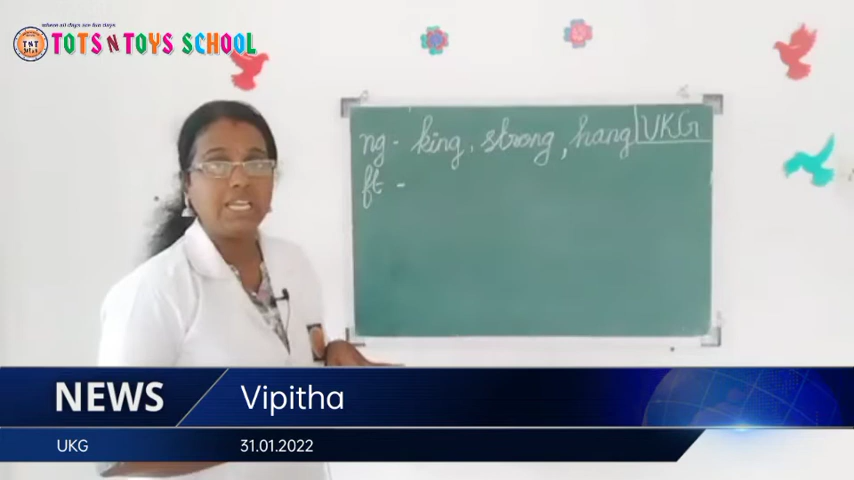 where all days are fun days
TOTS N TOYS SCHOOL
TNT
ng - king, strong, hang
UKG
ft -
NEWS
Vipitha
UKG
31.01.2022